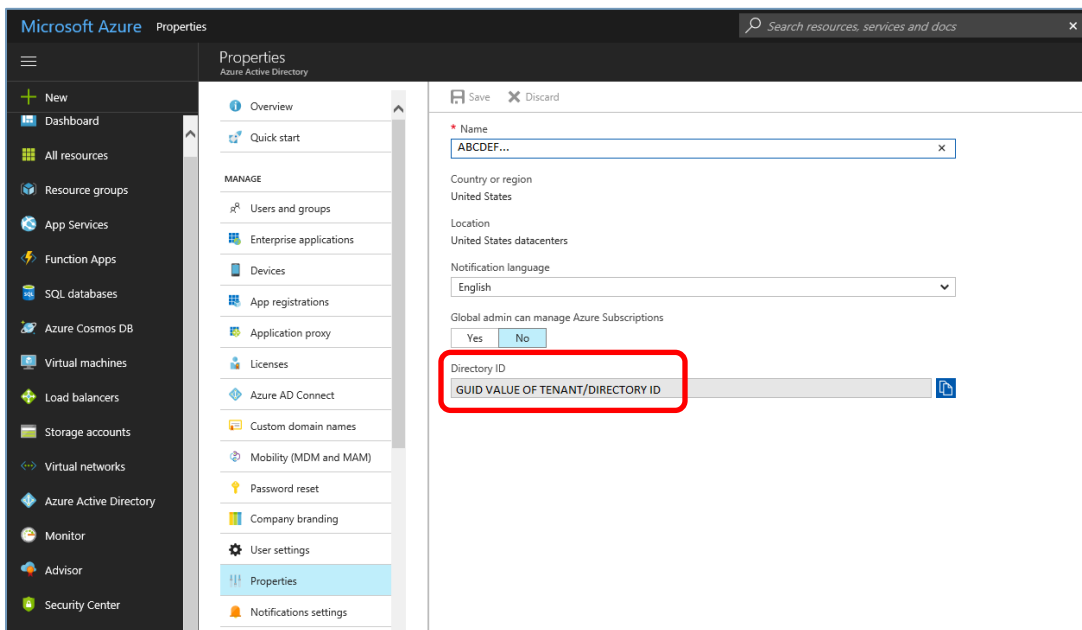 Microsoft Azure Properties
Search resources, services and docs
Properties
Azure Active Directory
New
Dashboard
All resources
Resource groups
App Services
Function Apps
SQL databases
Azure Cosmos DB
Virtual machines
Load balancers
Storage accounts
Virtual networks
Azure Active Directory
Monitor
Advisor
Security Center
Overview
Quick start
MANAGE
Users and groups
Enterprise applications
Devices
App registrations
Application proxy
Licenses
Azure AD Connect
Custom domain names
Mobility (MDM and MAM)
Password reset
Company branding
User settings
Properties
Notifications settings
Save Discard
* Name
ABCDEF...
Country or region
United States
Location
United States datacenters
Notification language
English
Global admin can manage Azure Subscriptions
Yes No
Directory ID
GUID VALUE OF TENANT/DIRECTORY ID